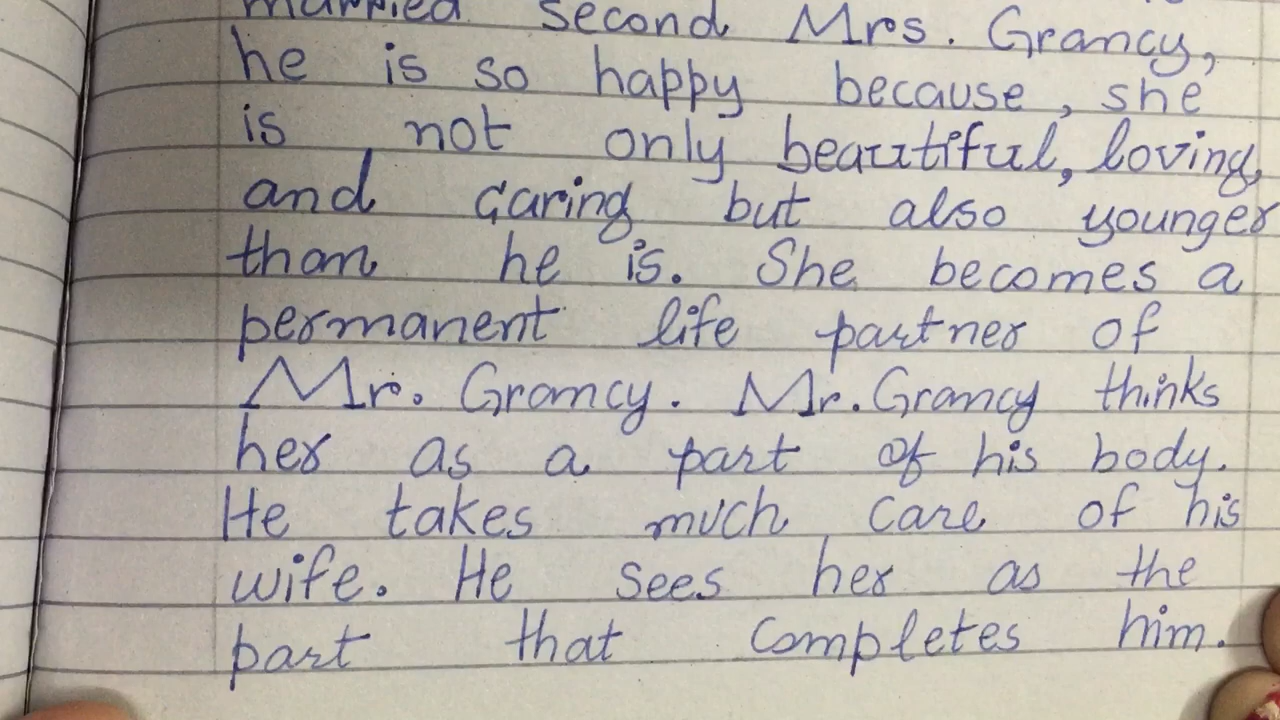 married second Mrs. Grancy,
he is so happy because, she
is not only beautiful, loving,
and caring but also younger
than he is. She becomes a
permanent life partner of
Mr. Grancy. Mr. Grancy thinks
her as a part of his body.
He takes much care of his
wife. He sees her as the
part that completes him.